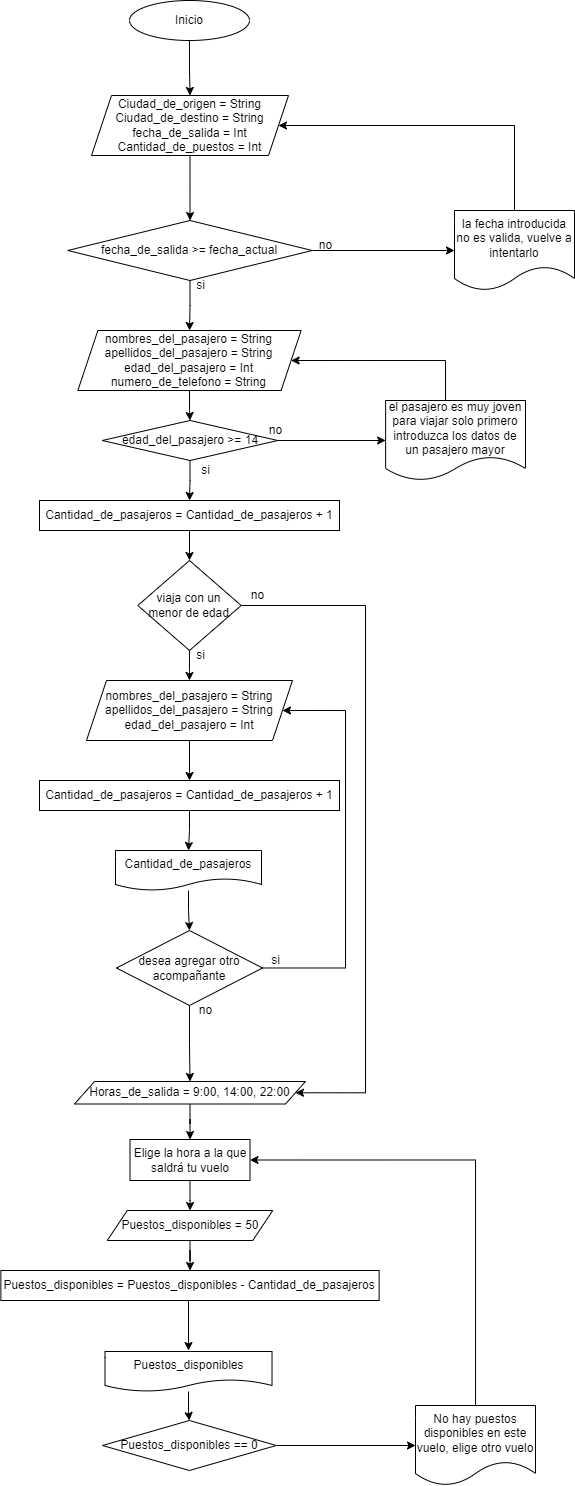 Inicio
Ciudad_de_origen = String
Ciudad_de_destino = String
fecha_de_salida = Int
Cantidad_de_puestos = Int
fecha_de_salida >= fecha_actual
no
la fecha introducida
no es valida, vuelve a
intentarlo
si
nombres_del_pasajero = String
apellidos_del_pasajero = String
edad_del_pasajero = Int
numero_de_telefono = String
edad_del_pasajero >= 14
no
el pasajero es muy joven
para viajar solo primero
introduzca los datos de
un pasajero mayor
si
Cantidad_de_pasajeros = Cantidad_de_pasajeros + 1
viaja con un
menor de edad
no
si
nombres_del_pasajero = String
apellidos_del_pasajero = String
edad_del_pasajero = Int
Cantidad_de_pasajeros = Cantidad_de_pasajeros + 1
Cantidad_de_pasajeros
desea agregar otro
acompañante
si
no
Horas_de_salida = 9:00, 14:00, 22:00
Elige la hora a la que
saldrá tu vuelo
Puestos_disponibles = 50
Puestos_disponibles = Puestos_disponibles - Cantidad_de_pasajeros
Puestos_disponibles
Puestos_disponibles == 0
No hay puestos
disponibles en este
vuelo, elige otro vuelo